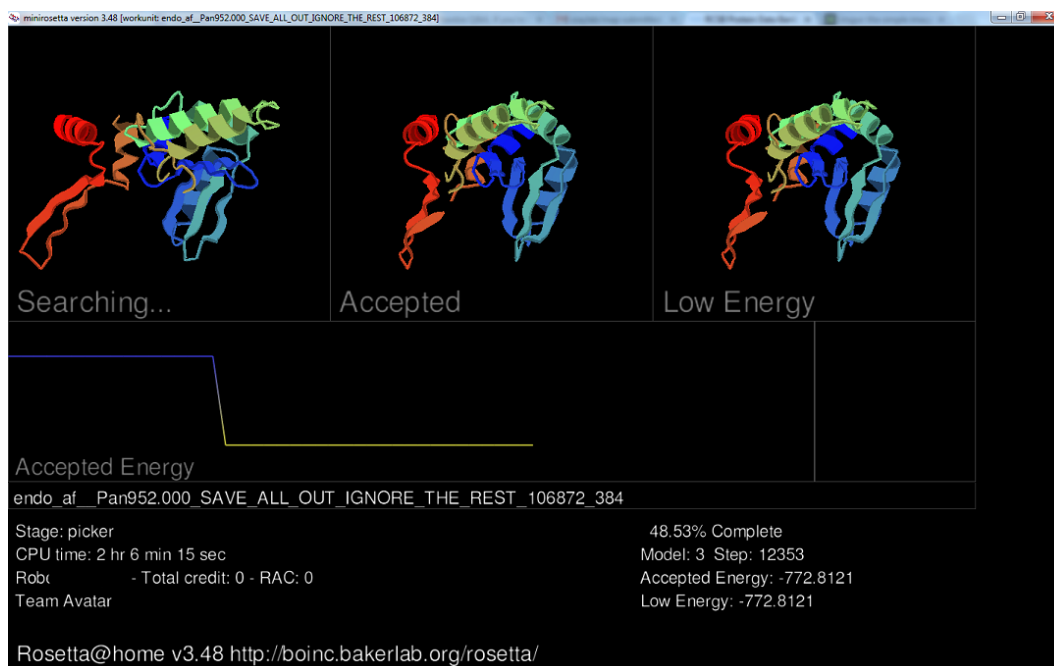 minirosetta version 3.48 [workunit: endo_af__Pan952.000_SAVE_ALL_OUT_IGNORE_THE_REST_106872_384]
Searching...
Accepted
Low Energy
Accepted Energy
endo_af__Pan952.000_SAVE_ALL_OUT_IGNORE_THE_REST_106872_384
Stage: picker
48.53% Complete
CPU time: 2 hr 6 min 15 sec
Model: 3 Step: 12353
- Total credit: 0 - RAC: 0
Accepted Energy: -772.8121
Team Avatar
Low Energy: -772.8121
Rosetta@home v3.48 http://boinc.bakerlab.org/rosetta/